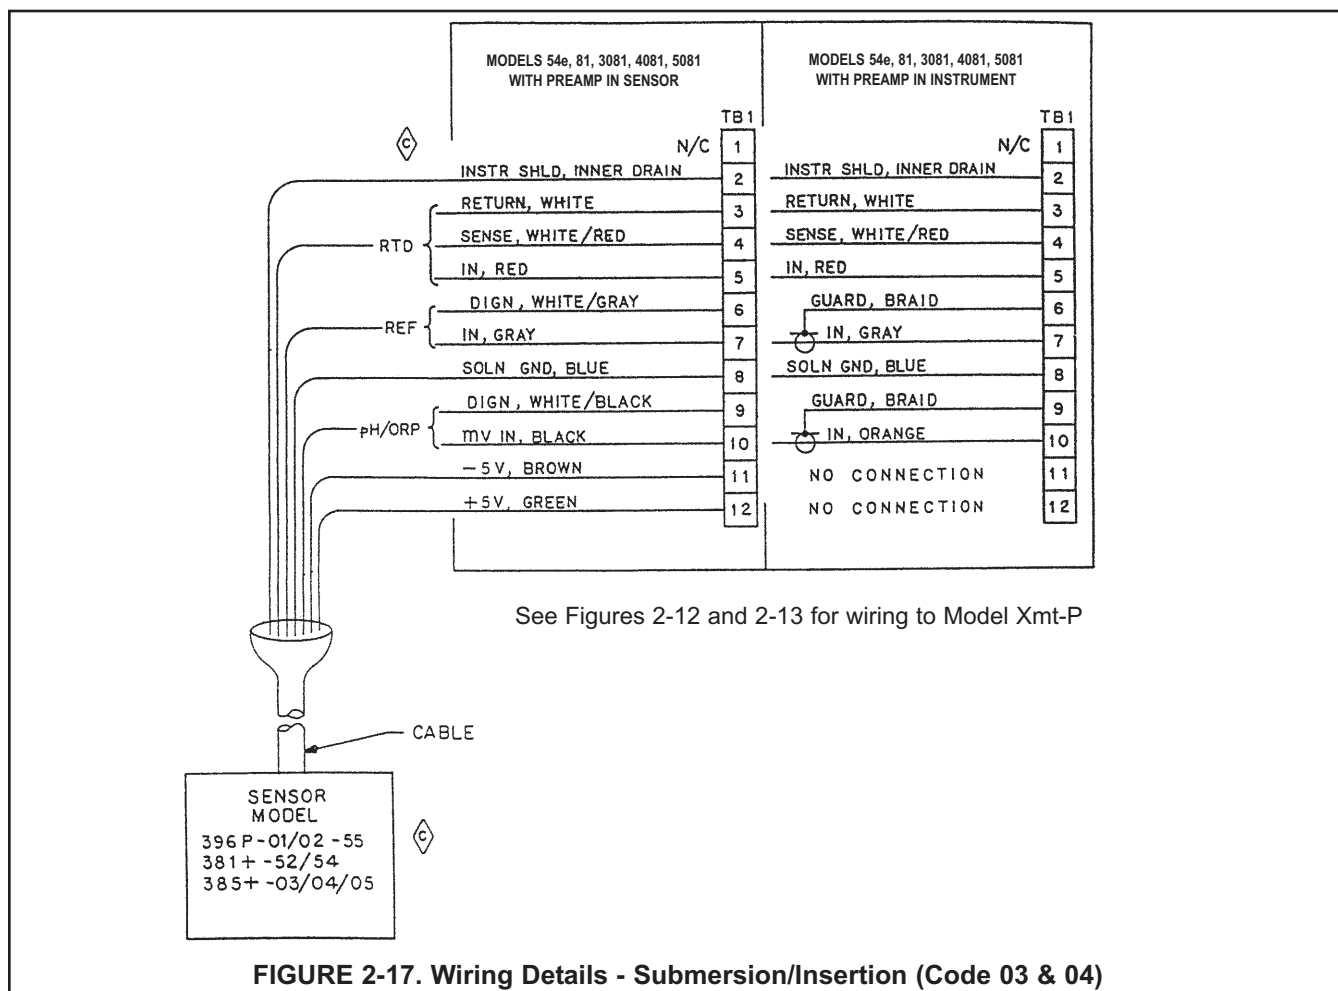 MODELS 54e, 81, 3081, 4081, 5081
WITH PREAMP IN SENSOR
TB1
C
N/C 1
INSTR SHLD, INNER DRAIN 2
RETURN, WHITE 3
RTD
SENSE, WHITE/RED 4
IN, RED 5
DIGN, WHITE/GRAY 6
REF
IN, GRAY 7
SOLN GND, BLUE 8
DIGN, WHITE/BLACK 9
pH/ORP
mV IN, BLACK 10
-5V, BROWN 11
+5V, GREEN 12
MODELS 54e, 81, 3081, 4081, 5081
WITH PREAMP IN INSTRUMENT
TB1
N/C 1
INSTR SHLD, INNER DRAIN 2
RETURN, WHITE 3
SENSE, WHITE/RED 4
IN, RED 5
GUARD, BRAID 6
IN, GRAY 7
SOLN GND, BLUE 8
GUARD, BRAID 9
IN, ORANGE 10
NO CONNECTION 11
NO CONNECTION 12
See Figures 2-12 and 2-13 for wiring to Model Xmt-P
CABLE
SENSOR
MODEL
396P-01/02 -55
381+ -52/54
385+ -03/04/05
C
FIGURE 2-17. Wiring Details - Submersion/Insertion (Code 03 & 04)